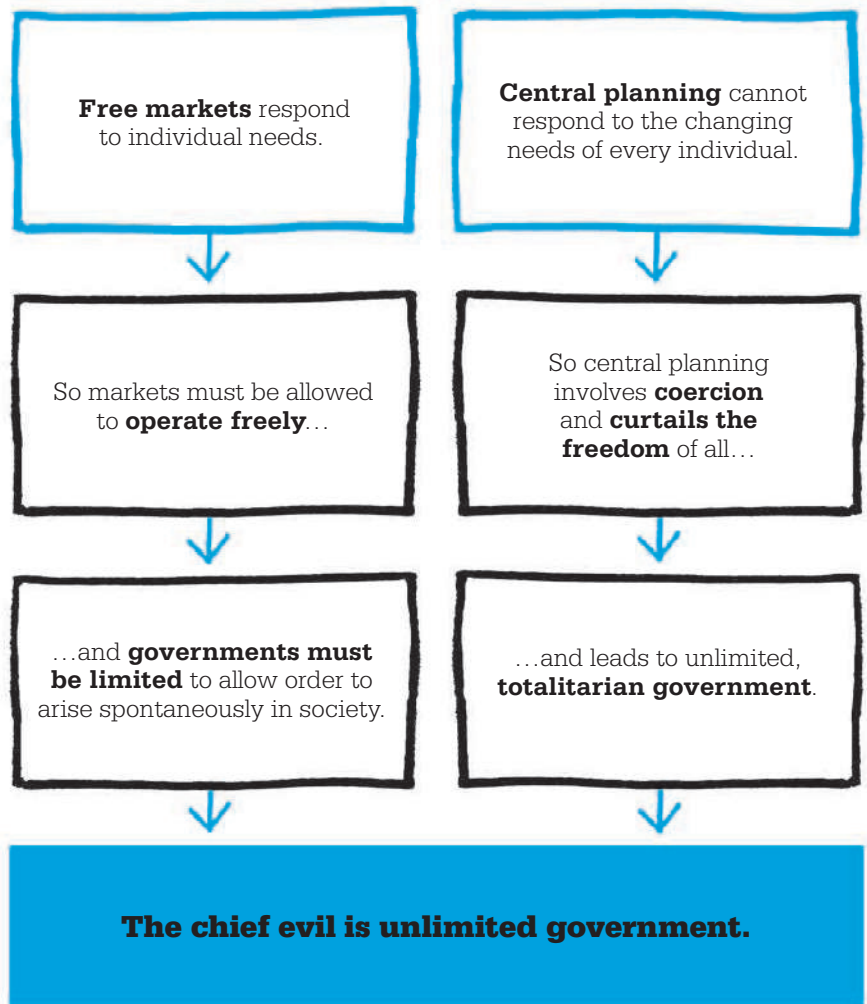 Free markets respond
to individual needs.
Central planning cannot
respond to the changing
needs of every individual.
So markets must be allowed
to operate freely…
So central planning
involves coercion
and curtails the
freedom of all…
…and governments must
be limited to allow order to
arise spontaneously in society.
…and leads to unlimited,
totalitarian government.
The chief evil is unlimited government.